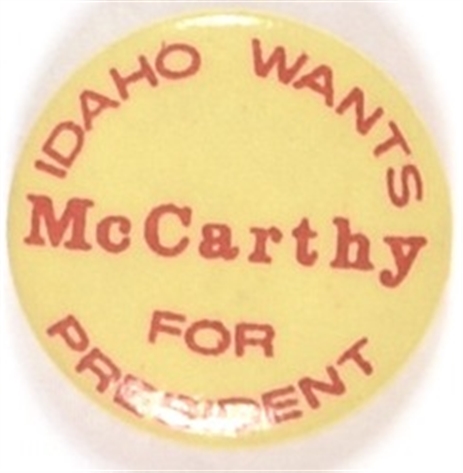 IDAHO WANTS
McCarthy
FOR
PRESIDENT